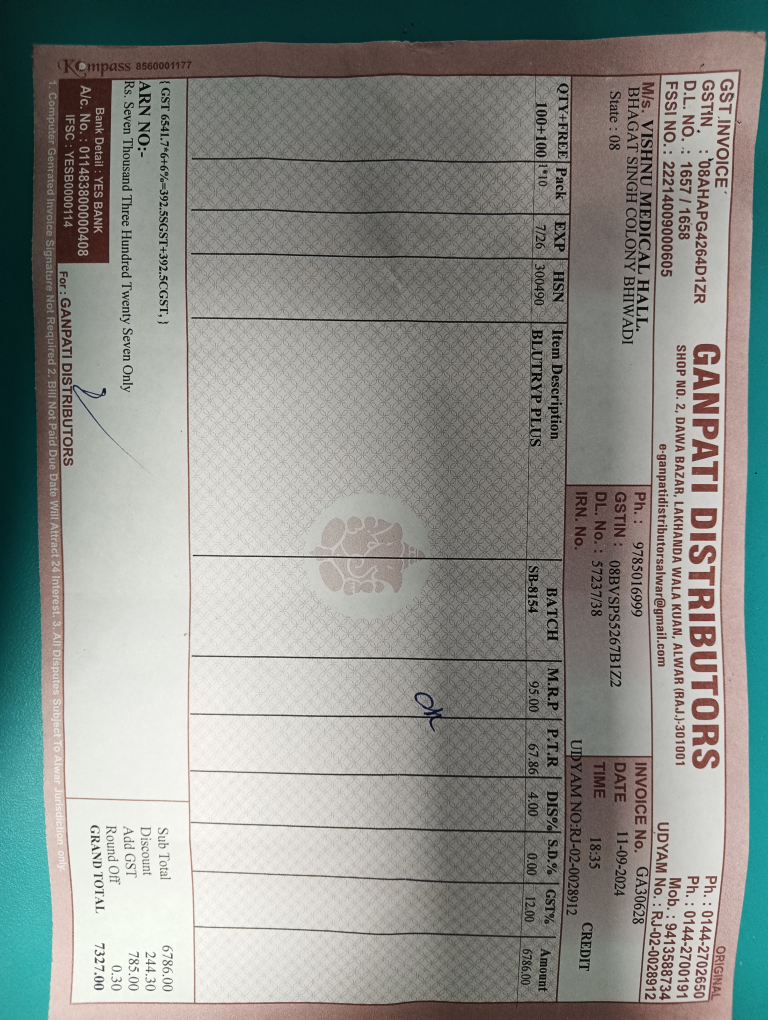 GST INVOICE
ORIGINAL
GSTIN. : 08AHAPG4264D1ZR
D.L. NO. : 1657 / 1658
FSSI NO. : 22214009000605
GANPATI DISTRIBUTORS
SHOP NO. 2, DAWA BAZAR, LAKHANDA WALA KUAN, ALWAR (RAJ.)-301001
e-ganpatidistributorsalwar@gmail.com
Ph. : 0144-2702650
Ph. : 0144-2700191
Mob. : 9413588734
UDYAM No. : RJ-02-0028912
M/s. VISHNU MEDICAL HALL.
BHAGAT SINGH COLONY BHIWADI
State : 08
Ph. : 9785016999
GSTIN : 08BVSPS5267B1Z2
DL. No. : 57237/38
IRN. No.
INVOICE No. GA30628
DATE 11-09-2024
TIME 18:35
CREDIT
UDYAM NO:RJ-02-0028912
QTY+FREE Pack EXP HSN Item Description BATCH M.R.P P.T.R DIS% S.D.% GST% Amount
100+100 1*10 7/26 300490 BLUTRYP PLUS SB-8154 95.00 67.86 4.00 0.00 12.00 6786.00
{ GST 6541.7*6+6%=392.5SGST+392.5CGST, }
ARN NO:-
Rs. Seven Thousand Three Hundred Twenty Seven Only
Sub Total 6786.00
Discount 244.30
Add GST 785.00
Round Off 0.30
GRAND TOTAL 7327.00
Bank Detail : YES BANK
A/c. No. : 011483800000408
IFSC : YESB0000114
For : GANPATI DISTRIBUTORS
1. Computer Genrated Invoice Signature Not Required 2. Bill Not Paid Due Date Will Attract 24 Interest. 3. All Disputes Subject To Alwar Jurisdiction only
Kompass 8560001177